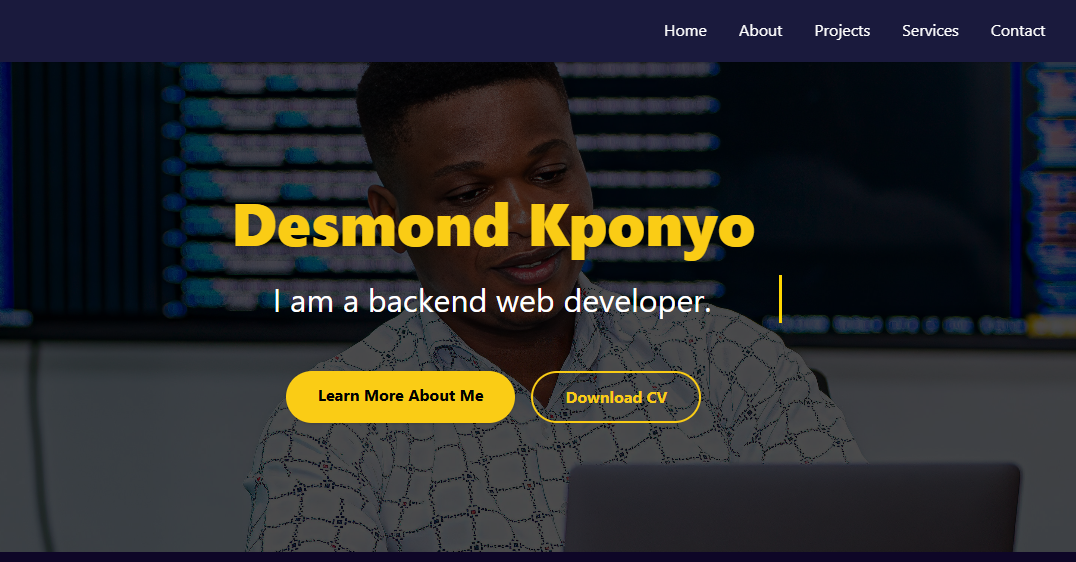 Home About Projects Services Contact
Desmond Kponyo
I am a backend web developer.
Learn More About Me Download CV